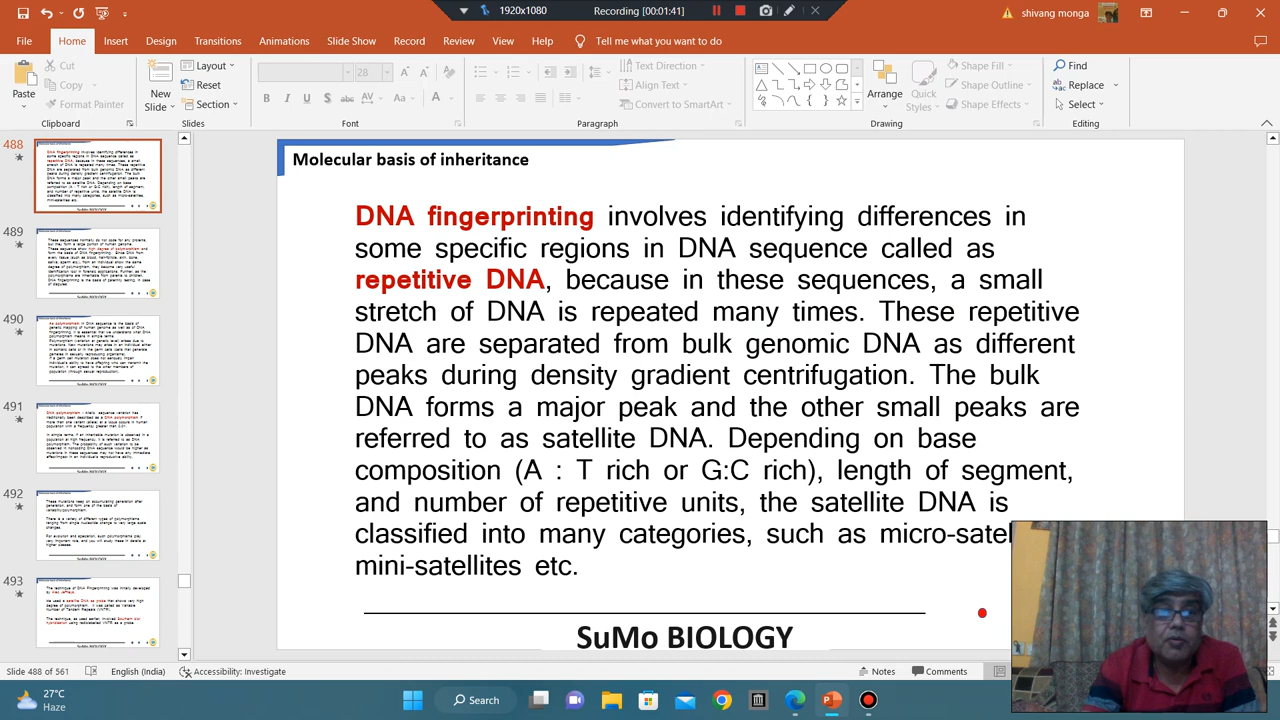 1920x1080
Recording [00:01:41]
shivang monga
File Home Insert Design Transitions Animations Slide Show Record Review View Help Tell me what you want to do
Paste
Cut
Copy
Format Painter
Clipboard
New Slide
Layout
Reset
Section
Slides
28
Font
Text Direction
Align Text
Convert to SmartArt
Paragraph
Arrange
Quick Styles
Shape Fill
Shape Outline
Shape Effects
Drawing
Find
Replace
Select
Editing
488
489
490
491
492
493
Molecular basis of inheritance
DNA fingerprinting involves identifying differences in
some specific regions in DNA sequence called as
repetitive DNA, because in these sequences, a small
stretch of DNA is repeated many times. These repetitive
DNA are separated from bulk genomic DNA as different
peaks during density gradient centrifugation. The bulk
DNA forms a major peak and the other small peaks are
referred to as satellite DNA. Depending on base
composition (A : T rich or G:C rich), length of segment,
and number of repetitive units, the satellite DNA is
classified into many categories, such as micro-satel
mini-satellites etc.
SuMo BIOLOGY
Slide 488 of 561 English (India) Accessibility: Investigate Notes Comments
27°C
Haze
Search